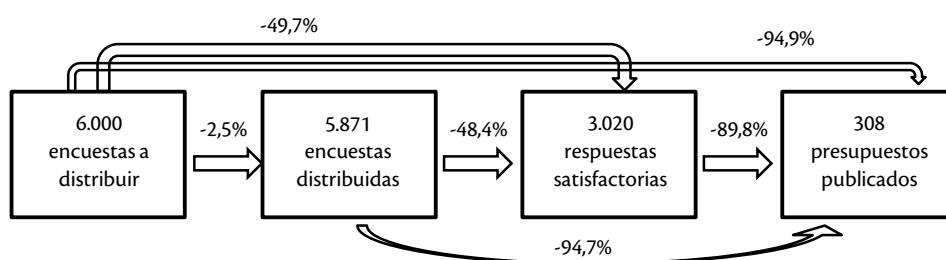 -49,7%
-94,9%
6.000
encuestas a
distribuir
-2,5%
5.871
encuestas
distribuidas
-48,4%
3.020
respuestas
satisfactorias
-89,8%
308
presupuestos
publicados
-94,7%